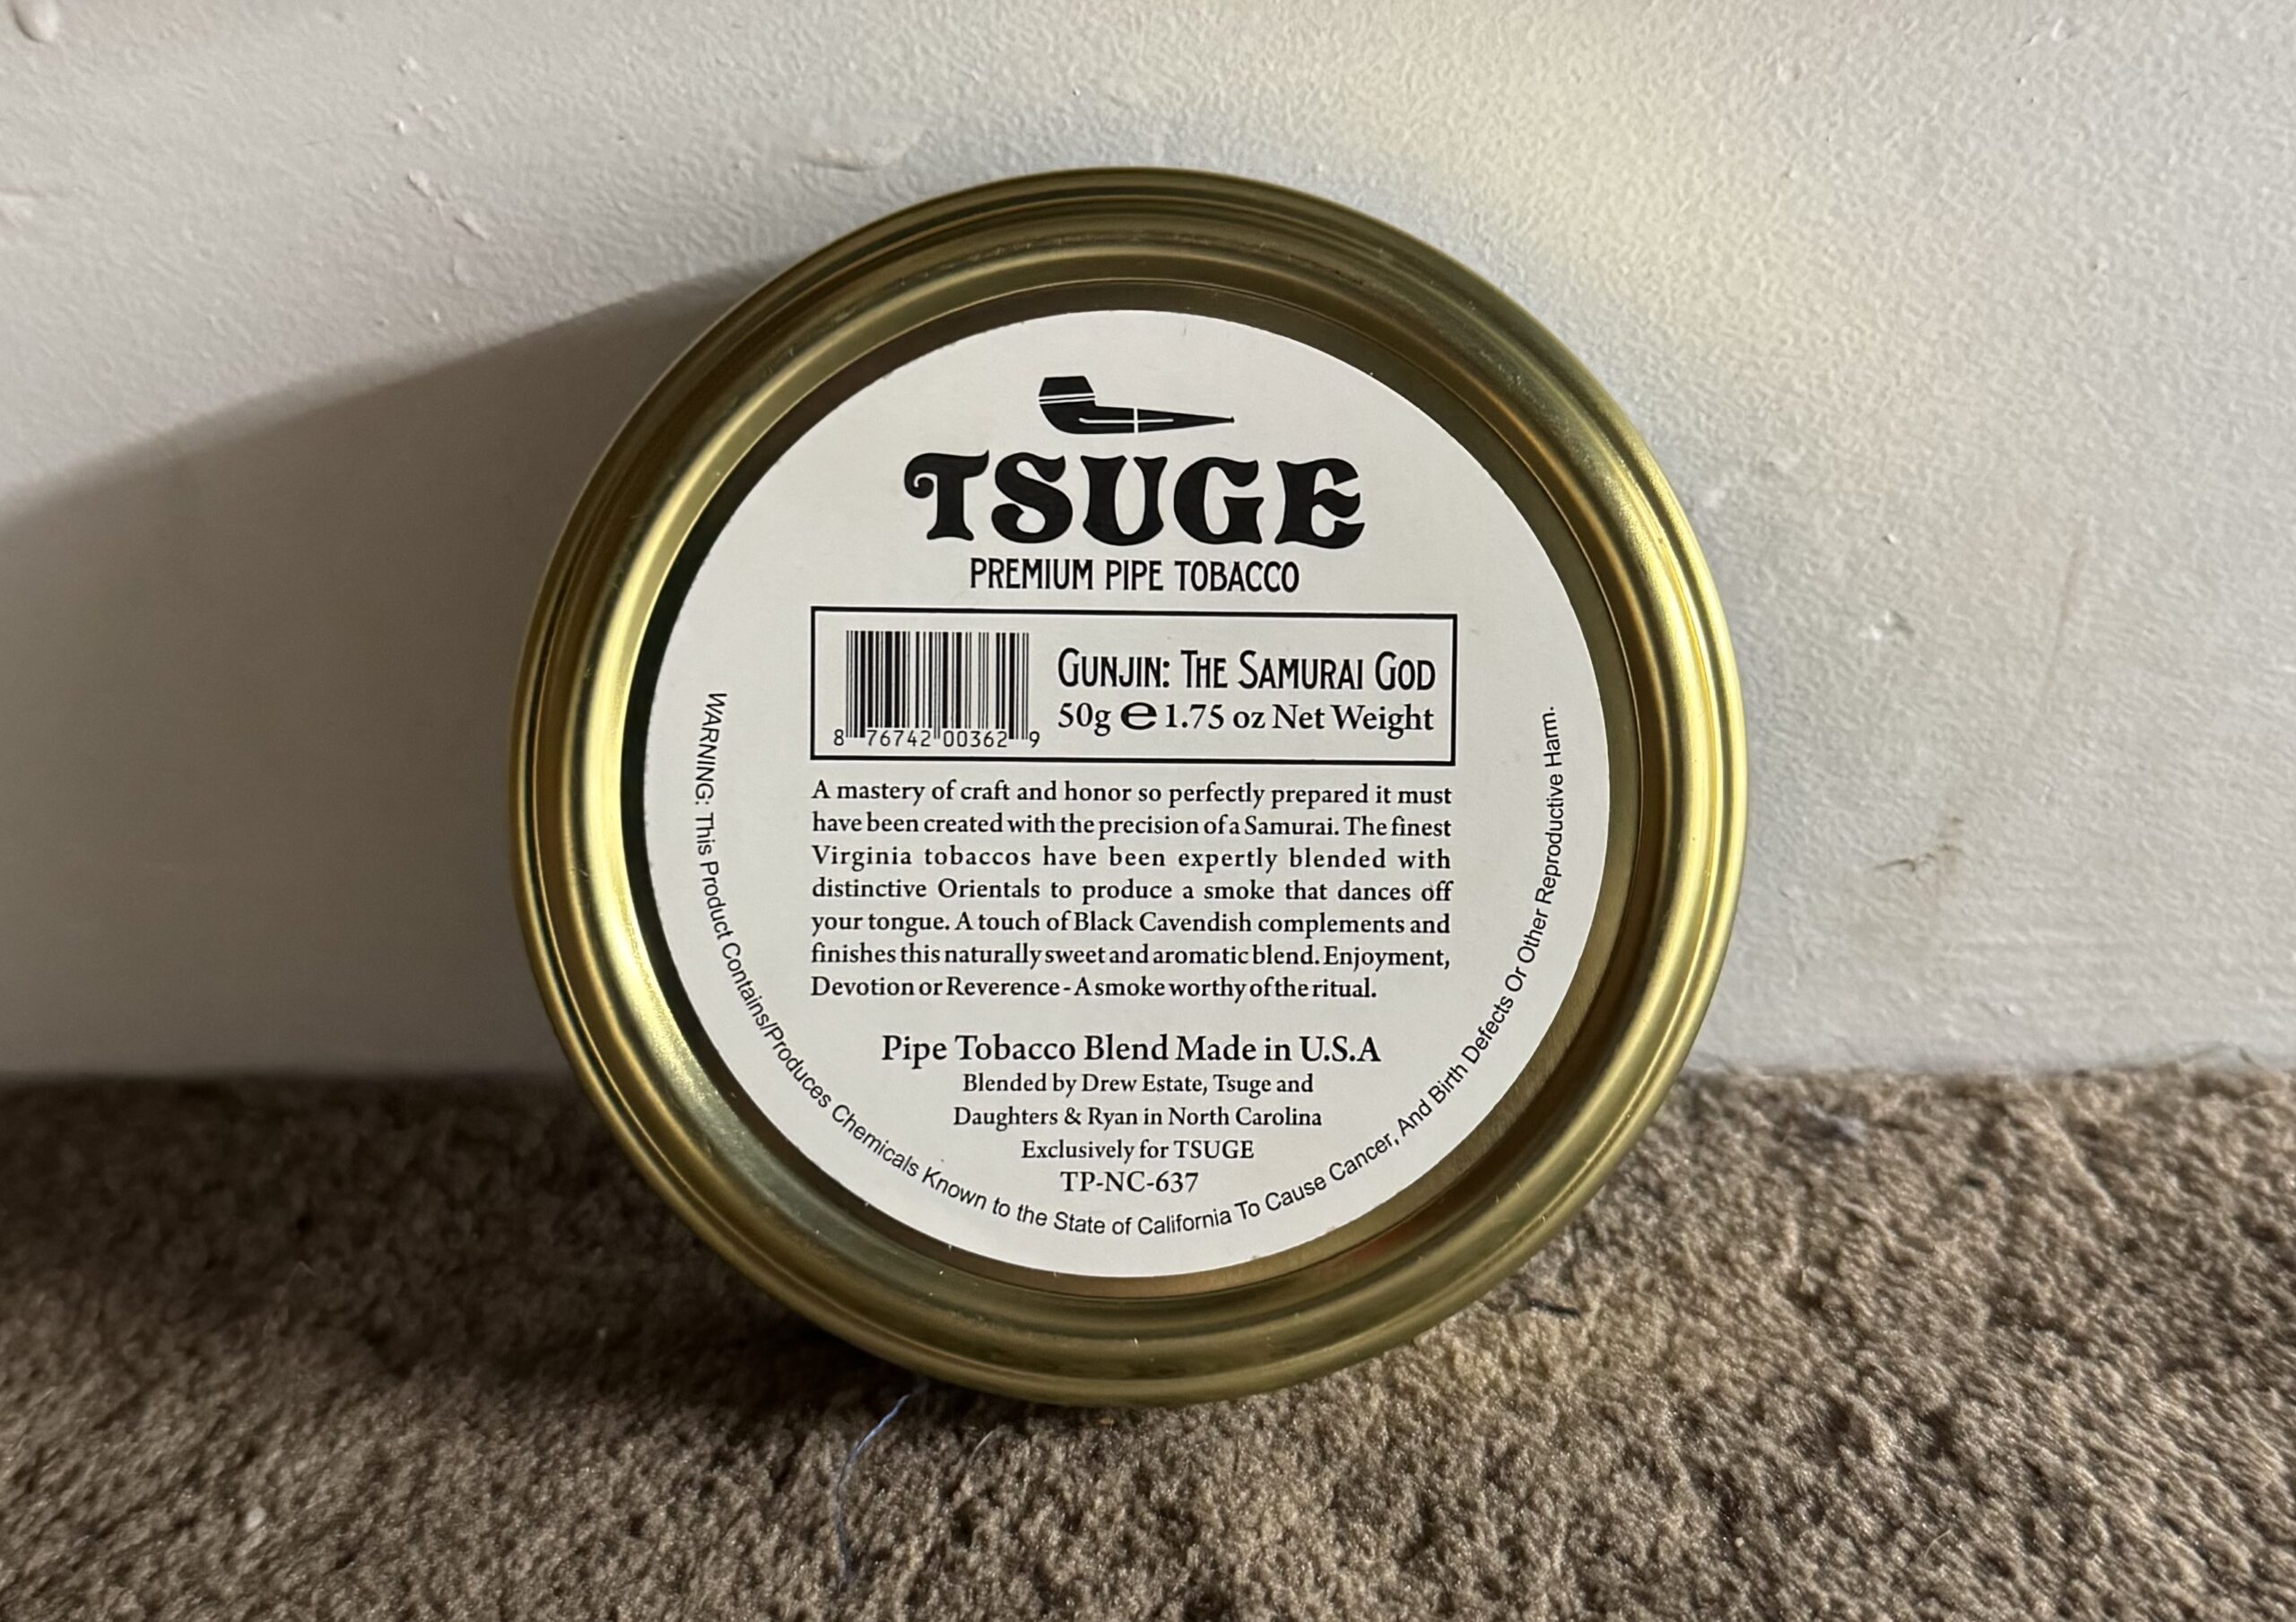 TSUGE
PREMIUM PIPE TOBACCO
GUNJIN: THE SAMURAI GOD
50g ℮ 1.75 oz Net Weight
8 76742 00362 9
A mastery of craft and honor so perfectly prepared it must
have been created with the precision of a Samurai. The finest
Virginia tobaccos have been expertly blended with
distinctive Orientals to produce a smoke that dances off
your tongue. A touch of Black Cavendish complements and
finishes this naturally sweet and aromatic blend. Enjoyment,
Devotion or Reverence - A smoke worthy of the ritual.
Pipe Tobacco Blend Made in U.S.A
Blended by Drew Estate, Tsuge and
Daughters & Ryan in North Carolina
Exclusively for TSUGE
TP-NC-637
WARNING: This Product Contains/Produces Chemicals Known to the State of California To Cause Cancer, And Birth Defects Or Other Reproductive Harm.